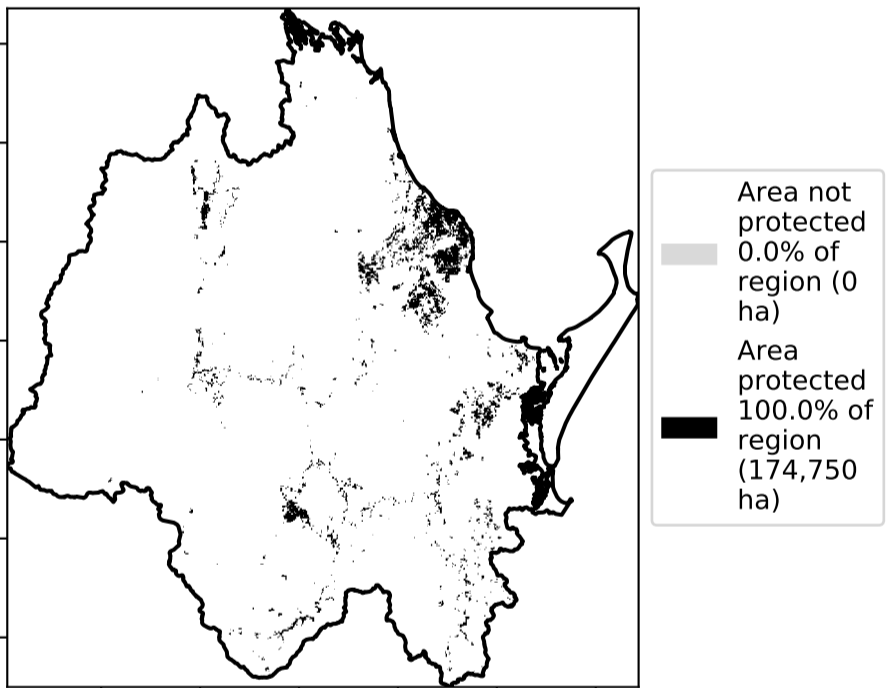 Area not
protected
0.0% of
region (0
ha)
Area
protected
100.0% of
region
(174,750
ha)